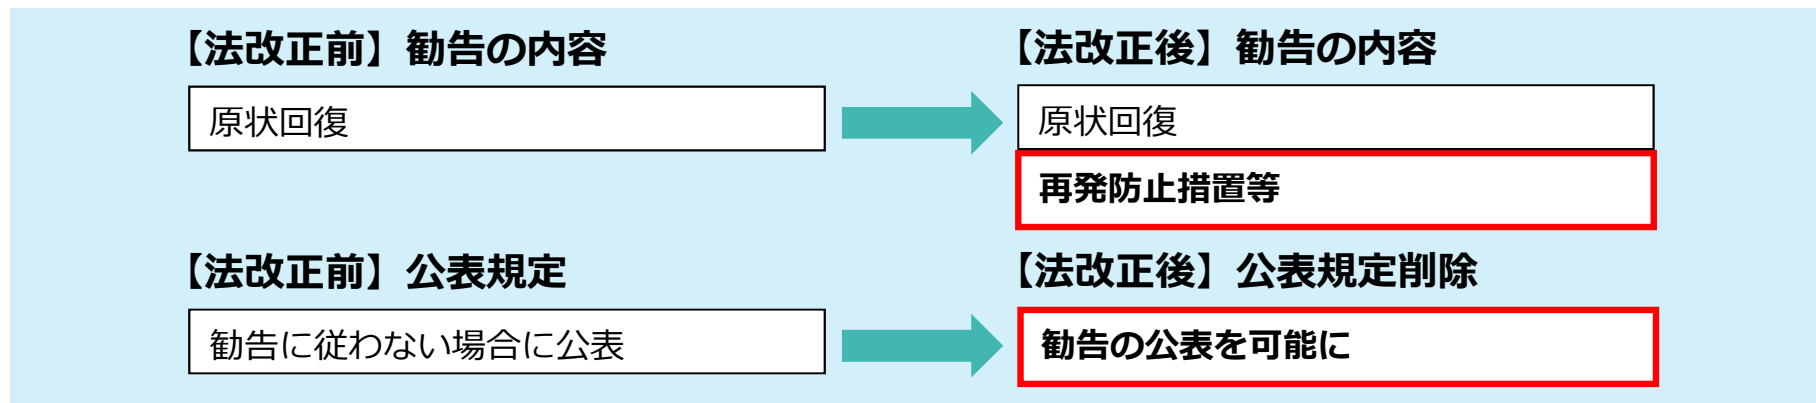 【法改正前】勧告の内容
【法改正後】勧告の内容
原状回復
原状回復
再発防止措置等
【法改正前】公表規定
【法改正後】公表規定削除
勧告に従わない場合に公表
勧告の公表を可能に